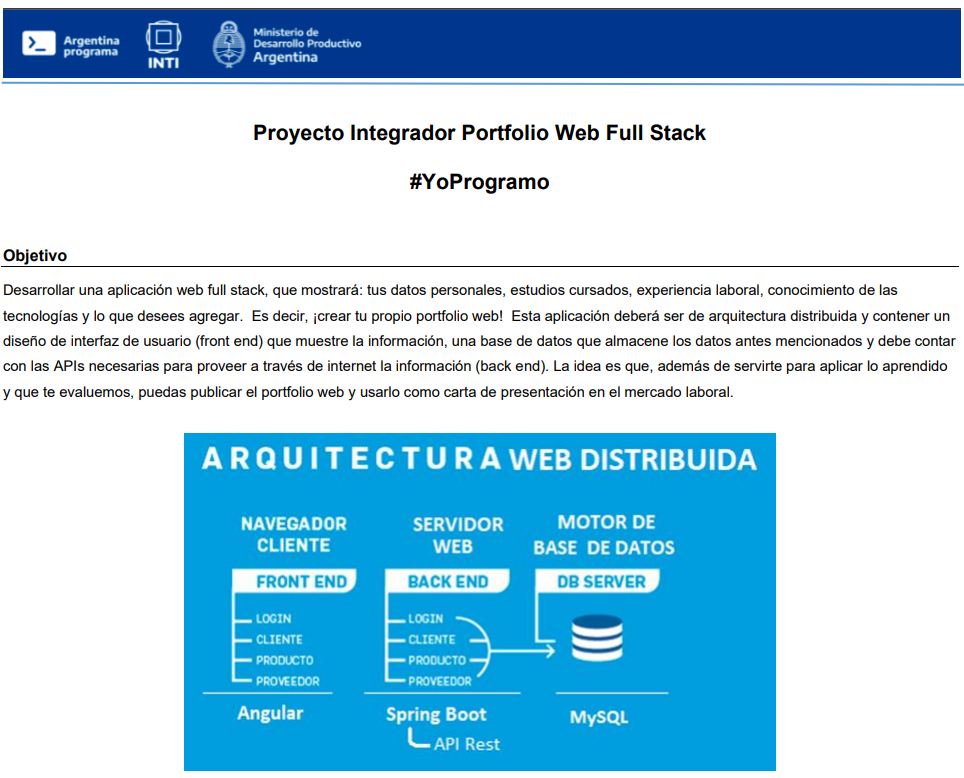 Argentina
programa
INTI
Ministerio de
Desarrollo Productivo
Argentina
Proyecto Integrador Portfolio Web Full Stack
#YoProgramo
Objetivo
Desarrollar una aplicación web full stack, que mostrará: tus datos personales, estudios cursados, experiencia laboral, conocimiento de las
tecnologías y lo que desees agregar.  Es decir, ¡crear tu propio portfolio web!  Esta aplicación deberá ser de arquitectura distribuida y contener un
diseño de interfaz de usuario (front end) que muestre la información, una base de datos que almacene los datos antes mencionados y debe contar
con las APIs necesarias para proveer a través de internet la información (back end). La idea es que, además de servirte para aplicar lo aprendido
y que te evaluemos, puedas publicar el portfolio web y usarlo como carta de presentación en el mercado laboral.
ARQUITECTURA WEB DISTRIBUIDA
NAVEGADOR
CLIENTE
FRONT END
LOGIN
CLIENTE
PRODUCTO
PROVEEDOR
Angular
SERVIDOR
WEB
BACK END
LOGIN
CLIENTE
PRODUCTO
PROVEEDOR
Spring Boot
API Rest
MOTOR DE
BASE DE DATOS
DB SERVER
MySQL